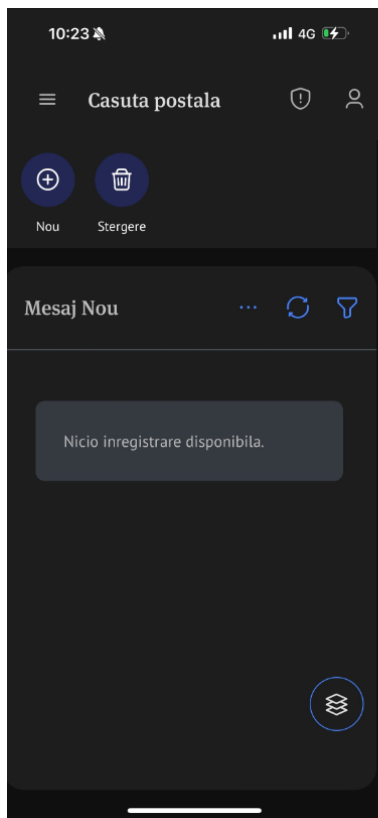 10:23 4G
Casuta postala
Nou Stergere
Mesaj Nou
Nicio inregistrare disponibila.